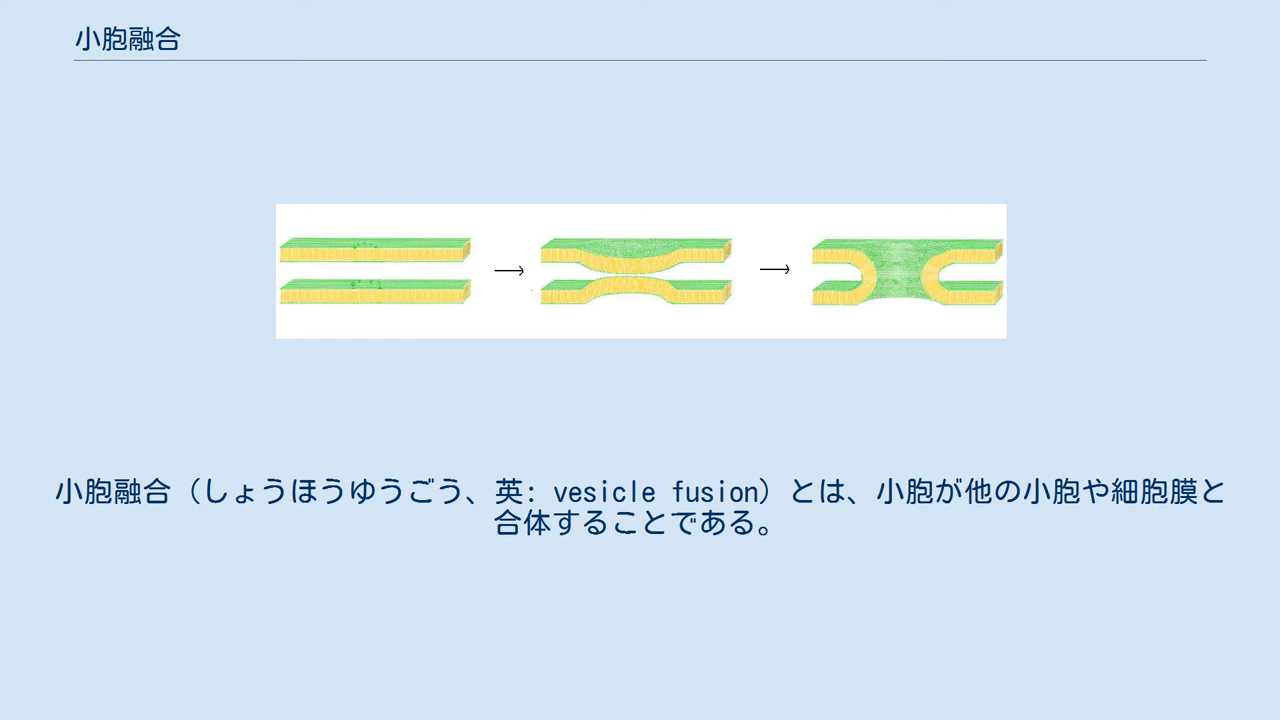 小胞融合
小胞融合（しょうほうゆうごう、英: vesicle fusion）とは、小胞が他の小胞や細胞膜と
合体することである。